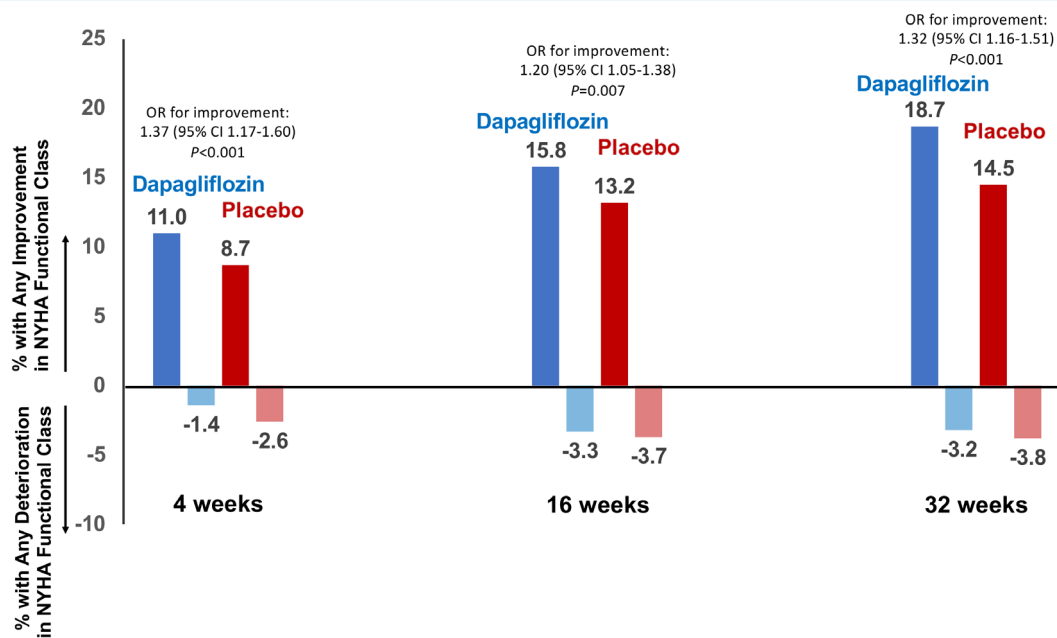 % with Any Improvement
in NYHA Functional Class
% with Any Deterioration
in NYHA Functional Class
25
20
15
10
5
0
-5
-10
OR for improvement:
1.37 (95% CI 1.17-1.60)
P<0.001
Dapagliflozin
11.0
Placebo
8.7
-1.4
-2.6
4 weeks
OR for improvement:
1.20 (95% CI 1.05-1.38)
P=0.007
Dapagliflozin
15.8
Placebo
13.2
-3.3
-3.7
16 weeks
OR for improvement:
1.32 (95% CI 1.16-1.51)
P<0.001
Dapagliflozin
18.7
Placebo
14.5
-3.2
-3.8
32 weeks